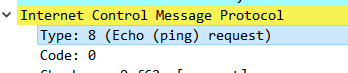 Internet Control Message Protocol
Type: 8 (Echo (ping) request)
Code: 0